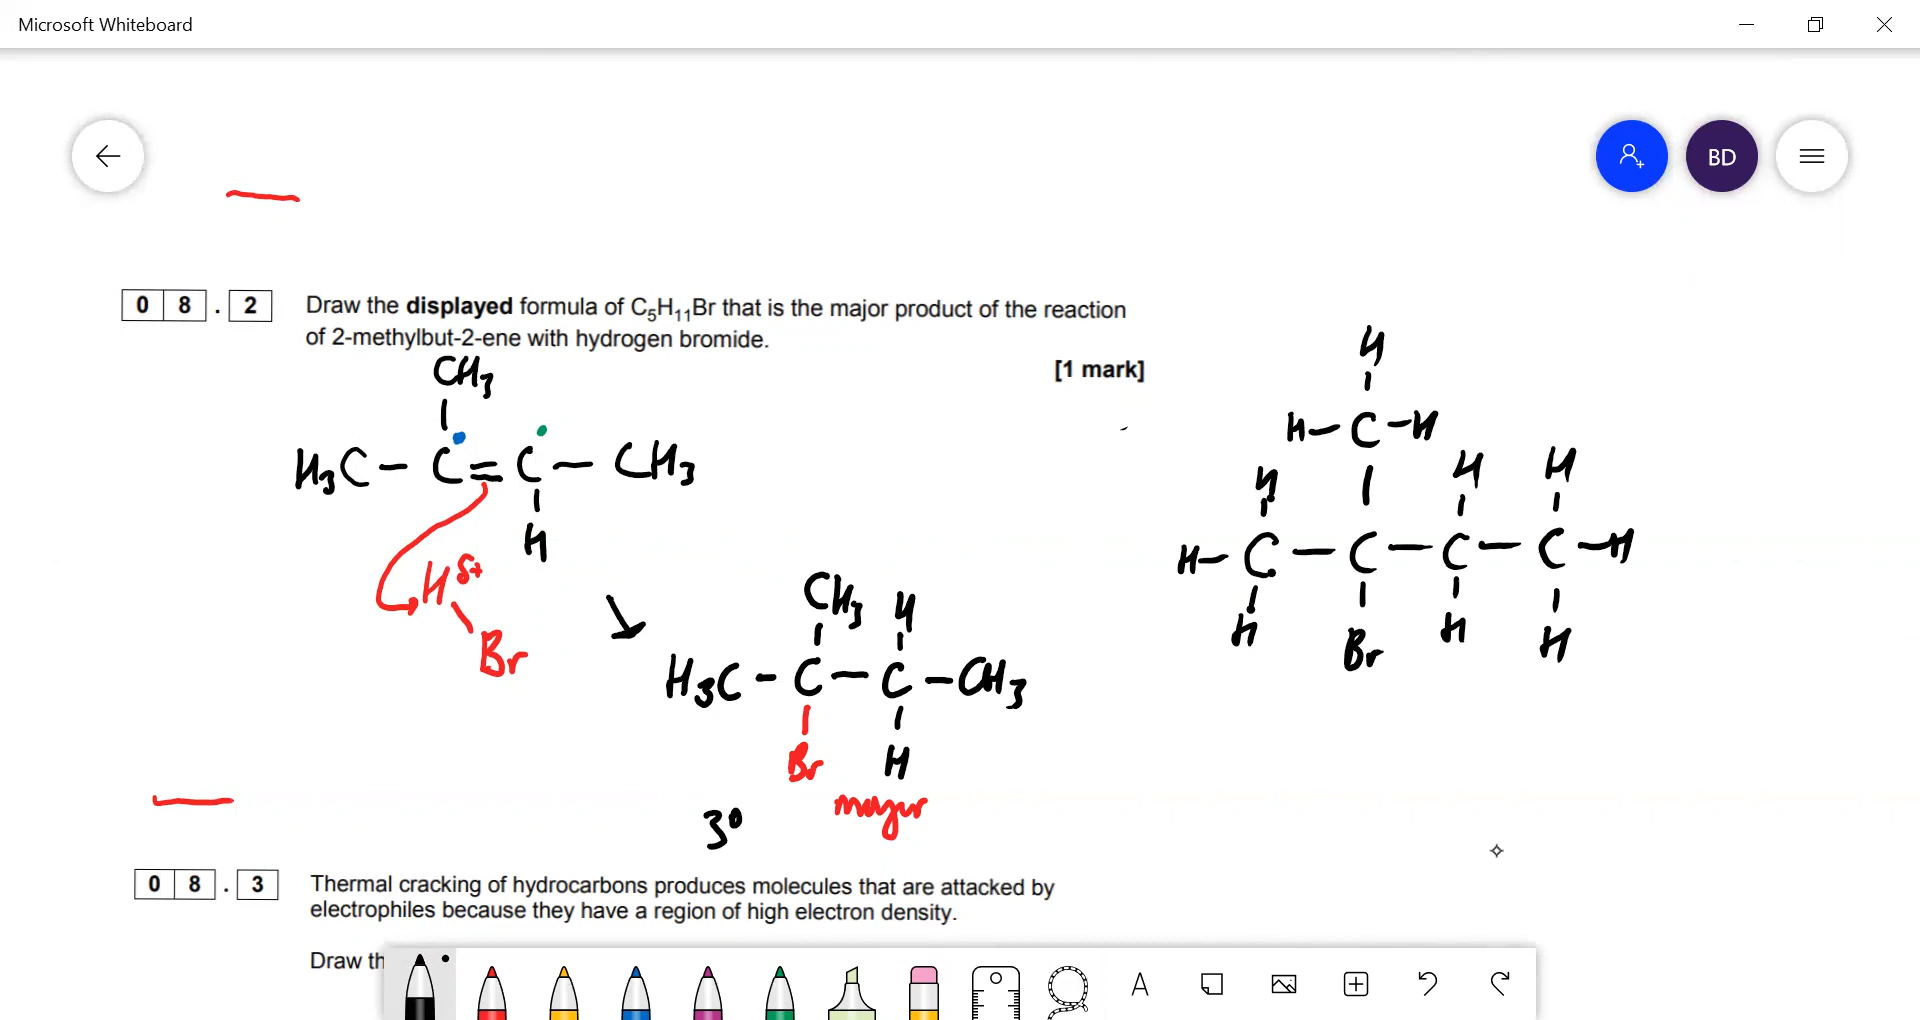 Microsoft Whiteboard
BD
0 8 . 2 Draw the displayed formula of C₅H₁₁Br that is the major product of the reaction
of 2-methylbut-2-ene with hydrogen bromide.
[1 mark]
CH₃
H₃C - C = C - CH₃
H
H δ+
Br
CH₃ H
H₃C - C - C - CH₃
Br H
3° major
H
H - C - H
H H H
H - C - C - C - C - H
H Br H H
0 8 . 3 Thermal cracking of hydrocarbons produces molecules that are attacked by
electrophiles because they have a region of high electron density.
Draw th
A